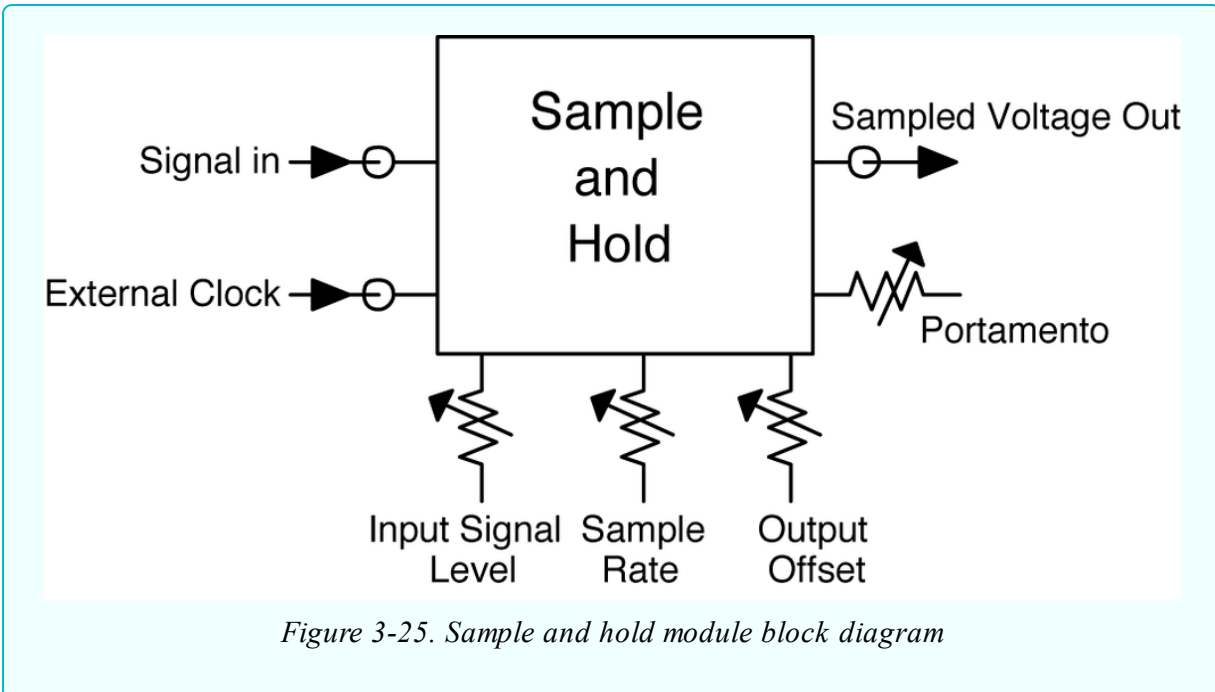 Sample
and
Hold
Signal in
External Clock
Sampled Voltage Out
Portamento
Input Signal
Level
Sample
Rate
Output
Offset
Figure 3-25. Sample and hold module block diagram